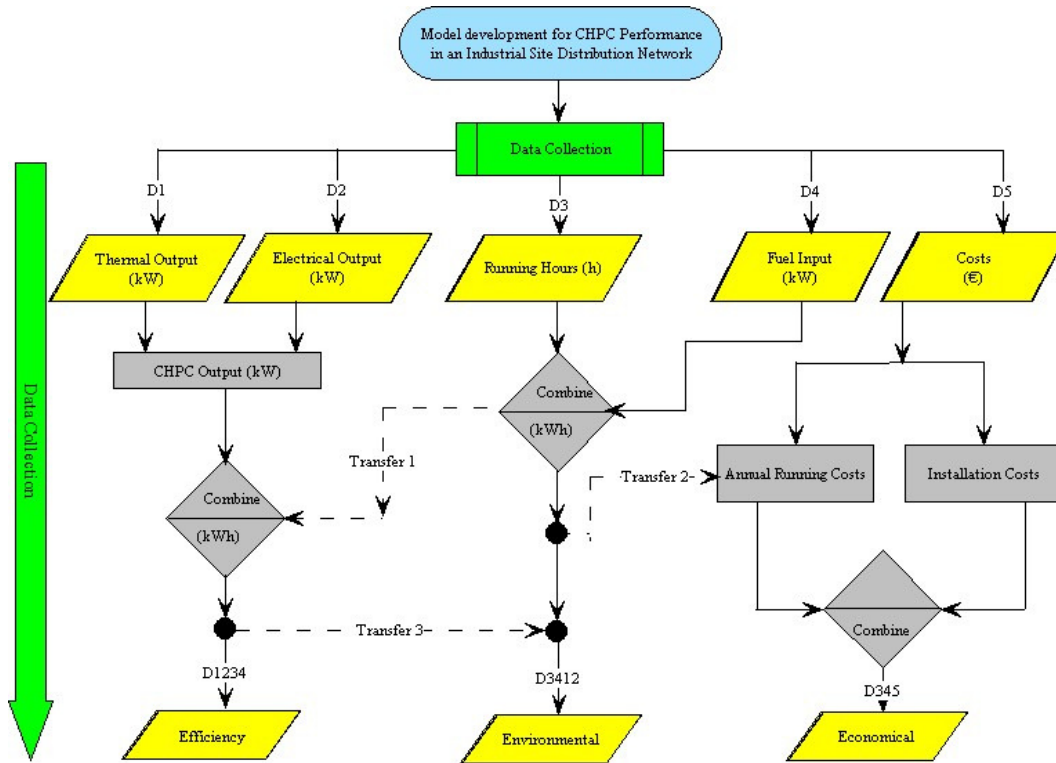 Model development for CHPC Performance
in an Industrial Site Distribution Network
Data Collection
D1
D2
D3
D4
D5
Thermal Output
(kW)
Electrical Output
(kW)
Running Hours (h)
Fuel Input
(kW)
Costs
(€)
CHPC Output (kW)
Combine
(kWh)
Transfer 1
Transfer 2
Annual Running Costs
Installation Costs
Combine
(kWh)
Combine
Transfer 3
D1234
D3412
D345
Efficiency
Environmental
Economical
Data Collection